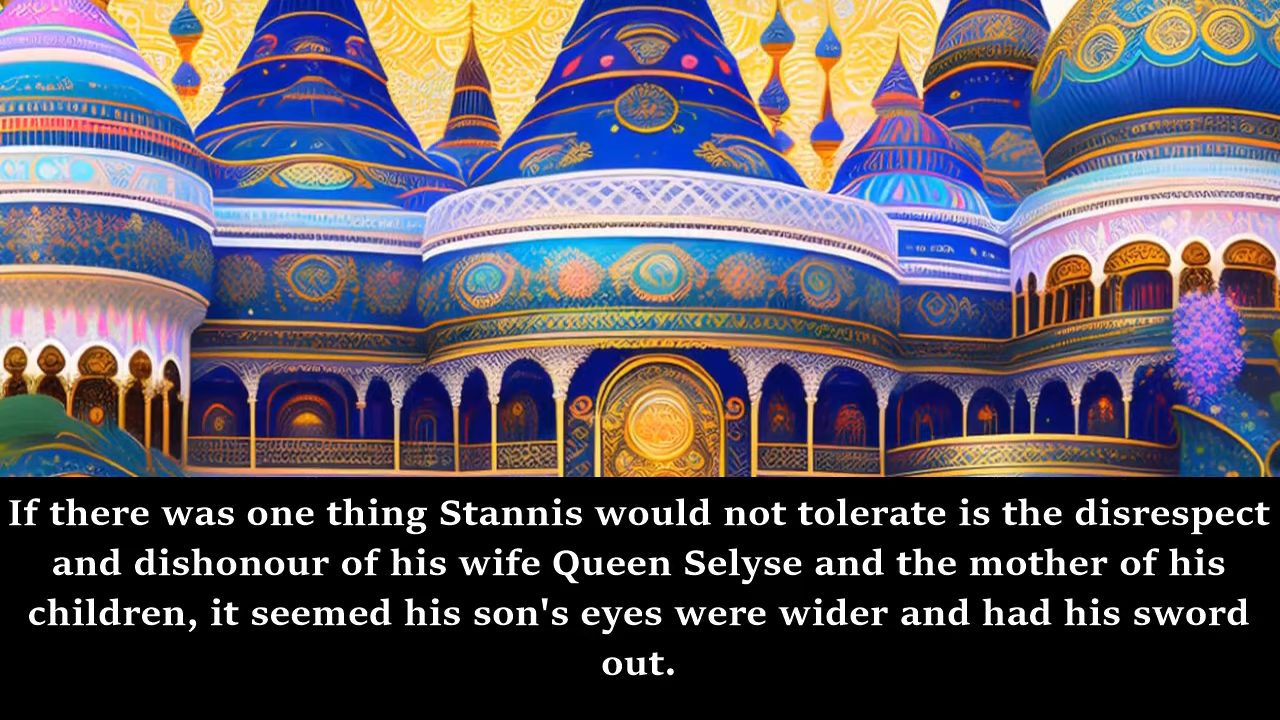 If there was one thing Stannis would not tolerate is the disrespect
and dishonour of his wife Queen Selyse and the mother of his
children, it seemed his son's eyes were wider and had his sword
out.